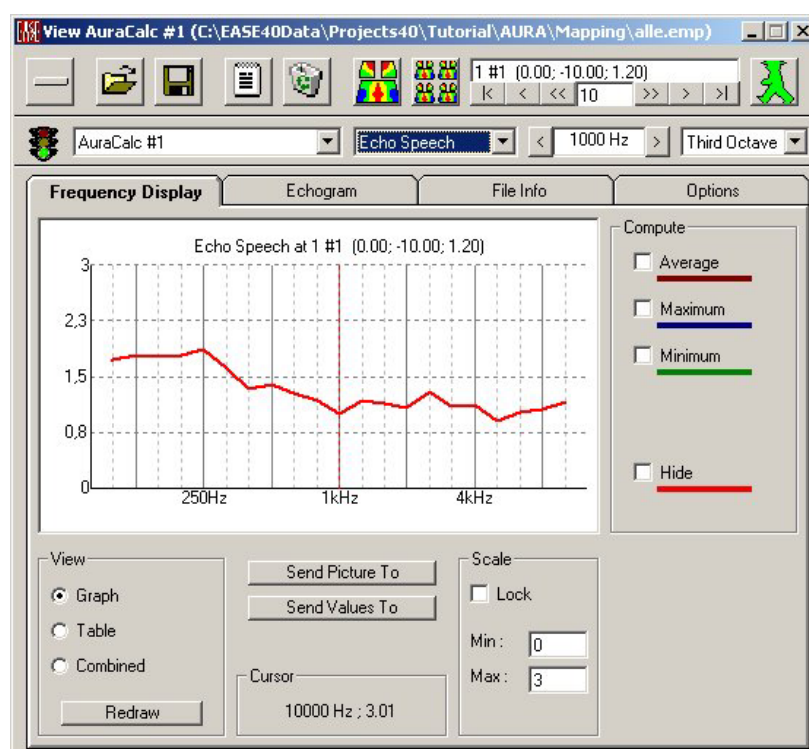 View AuraCalc #1 (C:\EASE40Data\Projects40\Tutorial\AURA\Mapping\alle.emp)
1 #1 (0.00; -10.00; 1.20)
|< < << 10 >> > >|
AuraCalc #1 Echo Speech < 1000 Hz > Third Octave
Frequency Display Echogram File Info Options
Echo Speech at 1 #1 (0.00; -10.00; 1.20)
3
2,3
1,5
0,8
0
250Hz 1kHz 4kHz
Compute
Average
Maximum
Minimum
Hide
View
Graph
Table
Combined
Redraw
Send Picture To
Send Values To
Cursor
10000 Hz ; 3.01
Scale
Lock
Min : 0
Max : 3